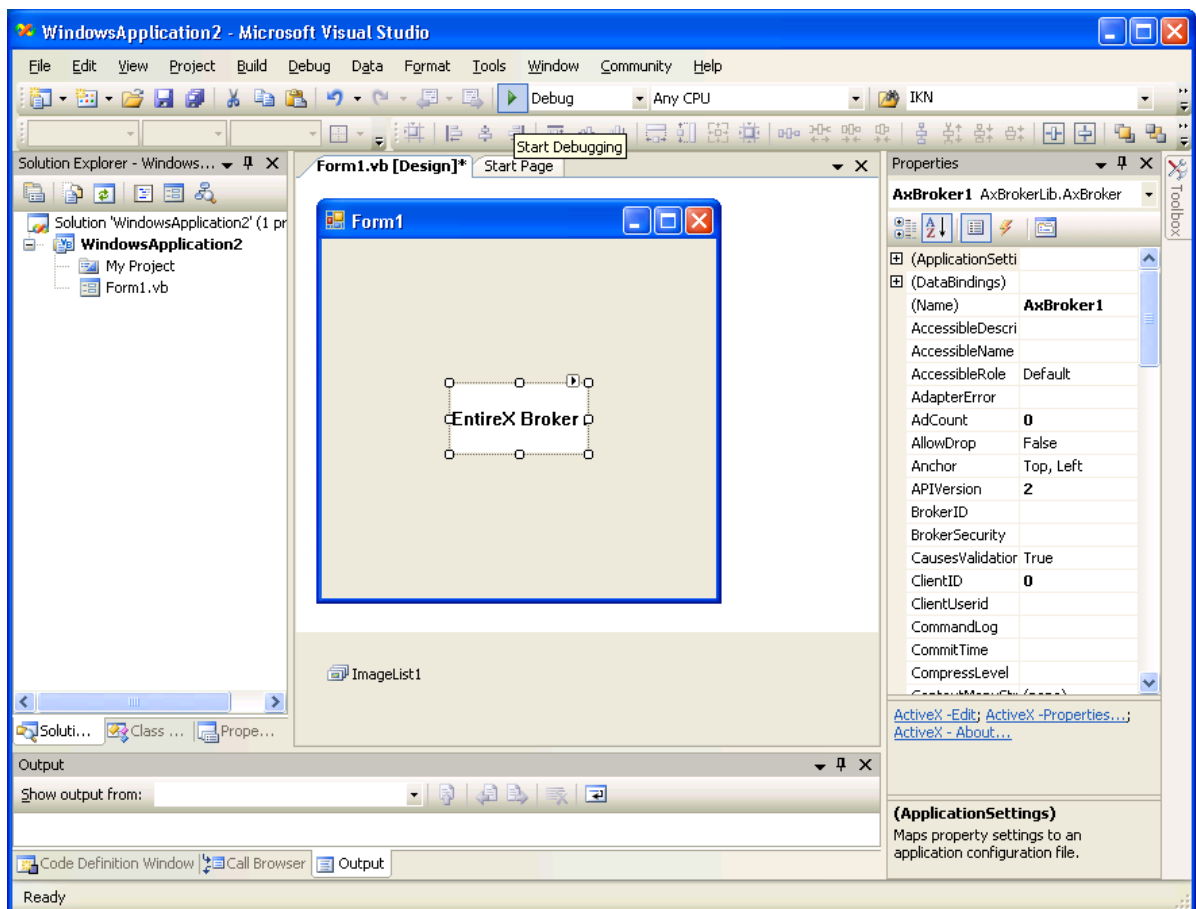 WindowsApplication2 - Microsoft Visual Studio
File Edit View Project Build Debug Data Format Tools Window Community Help
Debug Any CPU IKN
Start Debugging
Solution Explorer - Windows...
Solution 'WindowsApplication2' (1 pr
WindowsApplication2
My Project
Form1.vb
Soluti... Class ... Prope...
Form1.vb [Design]* Start Page
Form1
EntireX Broker
ImageList1
Properties
AxBroker1 AxBrokerLib.AxBroker
(ApplicationSetti
(DataBindings)
(Name) AxBroker1
AccessibleDescri
AccessibleName
AccessibleRole Default
AdapterError
AdCount 0
AllowDrop False
Anchor Top, Left
APIVersion 2
BrokerID
BrokerSecurity
CausesValidation True
ClientID 0
ClientUserid
CommandLog
CommitTime
CompressLevel
ActiveX -Edit; ActiveX -Properties...;
ActiveX - About...
(ApplicationSettings)
Maps property settings to an
application configuration file.
Toolbox
Output
Show output from:
Code Definition Window Call Browser Output
Ready